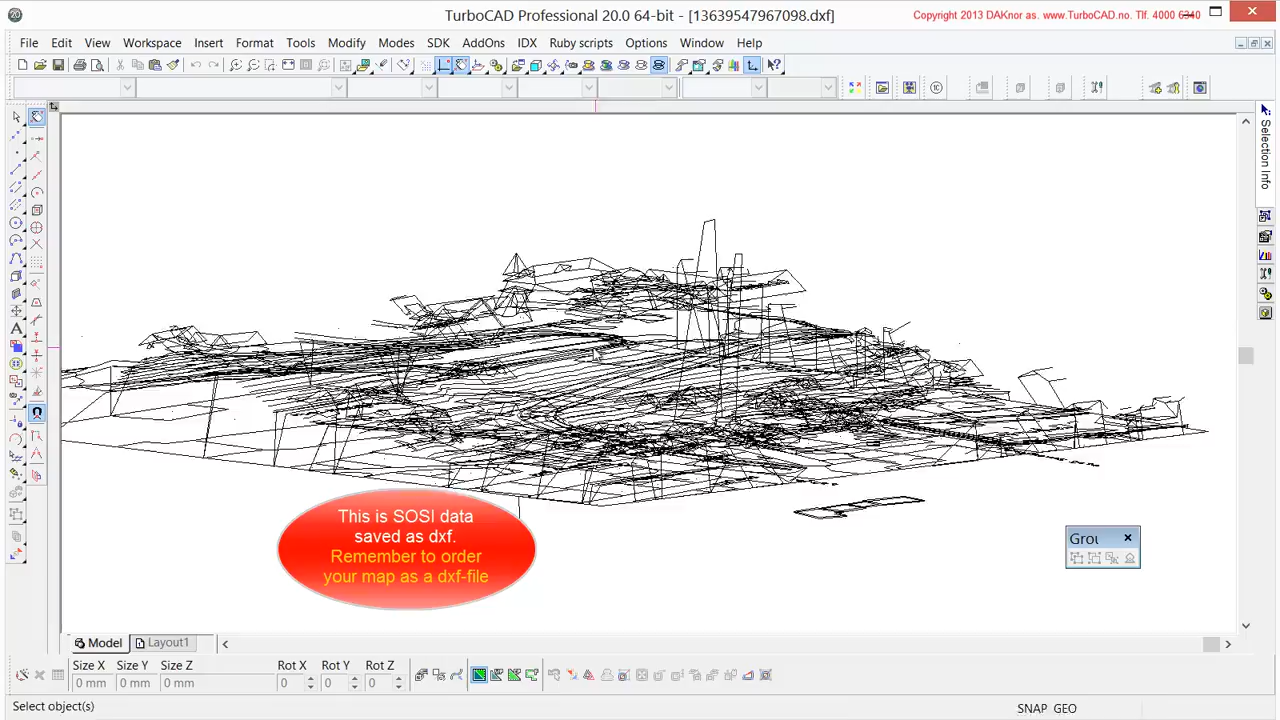 TurboCAD Professional 20.0 64-bit - [13639547967098.dxf]
Copyright 2013 DAKnor as. www.TurboCAD.no. Tlf. 4000 6340
File Edit View Workspace Insert Format Tools Modify Modes SDK AddOns IDX Ruby scripts Options Window Help
Selection Info
This is SOSI data
saved as dxf.
Remember to order
your map as a dxf-file
Grou
Model Layout1
Size X Size Y Size Z Rot X Rot Y Rot Z
0 mm 0 mm 0 mm 0 0 0
Select object(s)
SNAP GEO